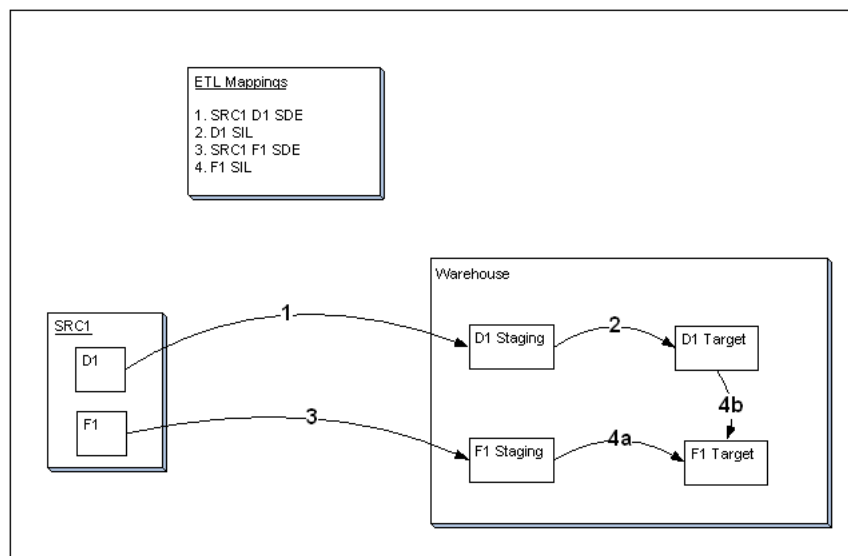 ETL Mappings
1. SRC1 D1 SDE
2. D1 SIL
3. SRC1 F1 SDE
4. F1 SIL
Warehouse
SRC1
1
D1 Staging
2
D1 Target
D1
4b
F1
3
F1 Staging
4a
F1 Target